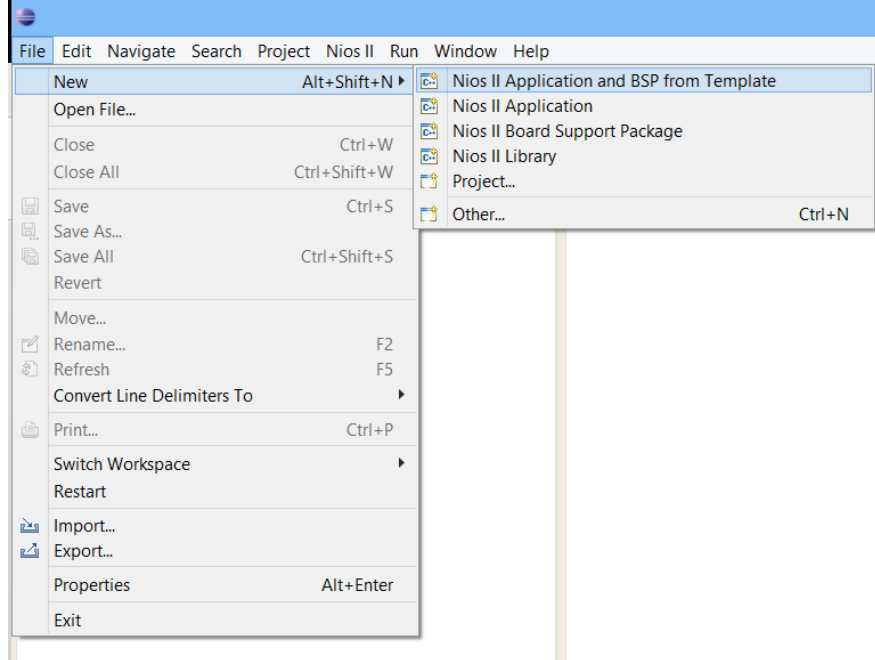 File Edit Navigate Search Project Nios II Run Window Help
New Alt+Shift+N
Open File...
Close Ctrl+W
Close All Ctrl+Shift+W
Save Ctrl+S
Save As...
Save All Ctrl+Shift+S
Revert
Move...
Rename... F2
Refresh F5
Convert Line Delimiters To
Print... Ctrl+P
Switch Workspace
Restart
Import...
Export...
Properties Alt+Enter
Exit
Nios II Application and BSP from Template
Nios II Application
Nios II Board Support Package
Nios II Library
Project...
Other... Ctrl+N